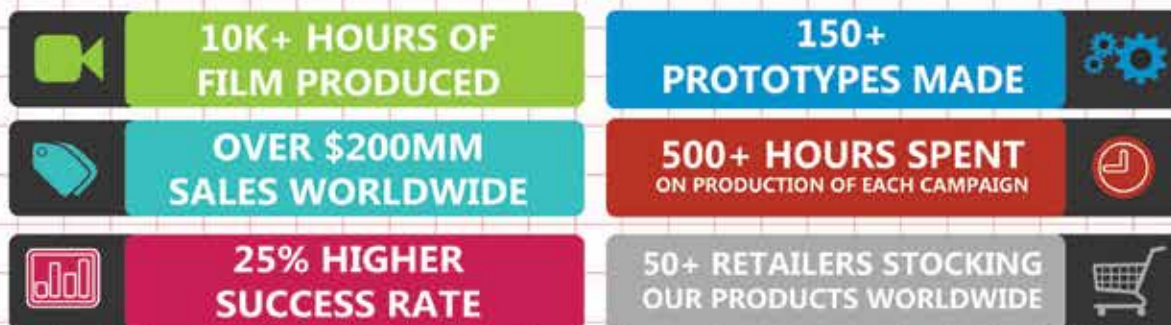 10K+ HOURS OF
FILM PRODUCED
150+
PROTOTYPES MADE
OVER $200MM
SALES WORLDWIDE
500+ HOURS SPENT
ON PRODUCTION OF EACH CAMPAIGN
25% HIGHER
SUCCESS RATE
50+ RETAILERS STOCKING
OUR PRODUCTS WORLDWIDE